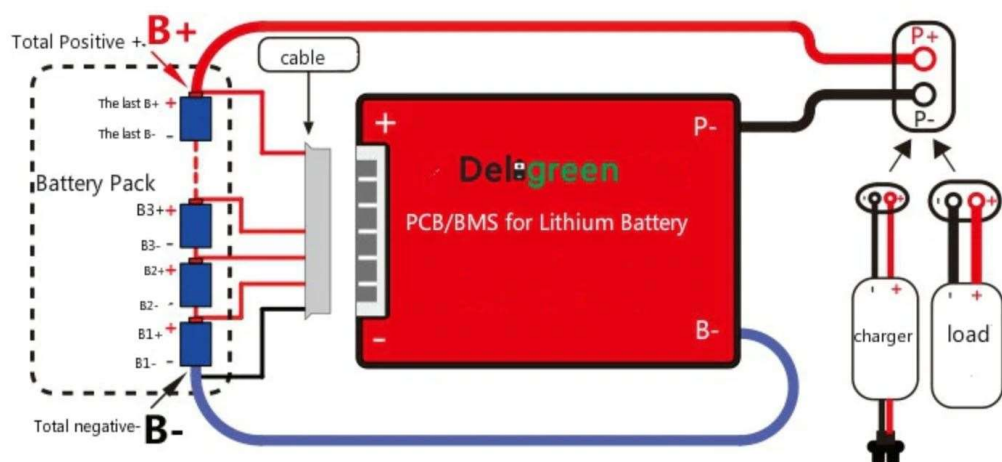 Total Positive +. B+
cable
P+
P-
The last B+ +
The last B- -
+
P-
Deligreen
Battery Pack
B3+ +
PCB/BMS for Lithium Battery
B3- -
B2+ +
B2- -
B1+ +
B-
B1- -
-
- +
- +
- +
- +
charger
load
Total negative- B-